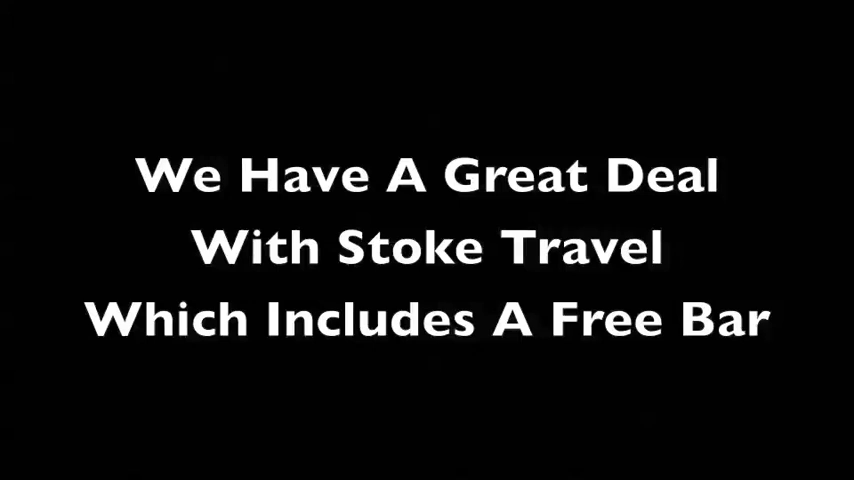 We Have A Great Deal
With Stoke Travel
Which Includes A Free Bar